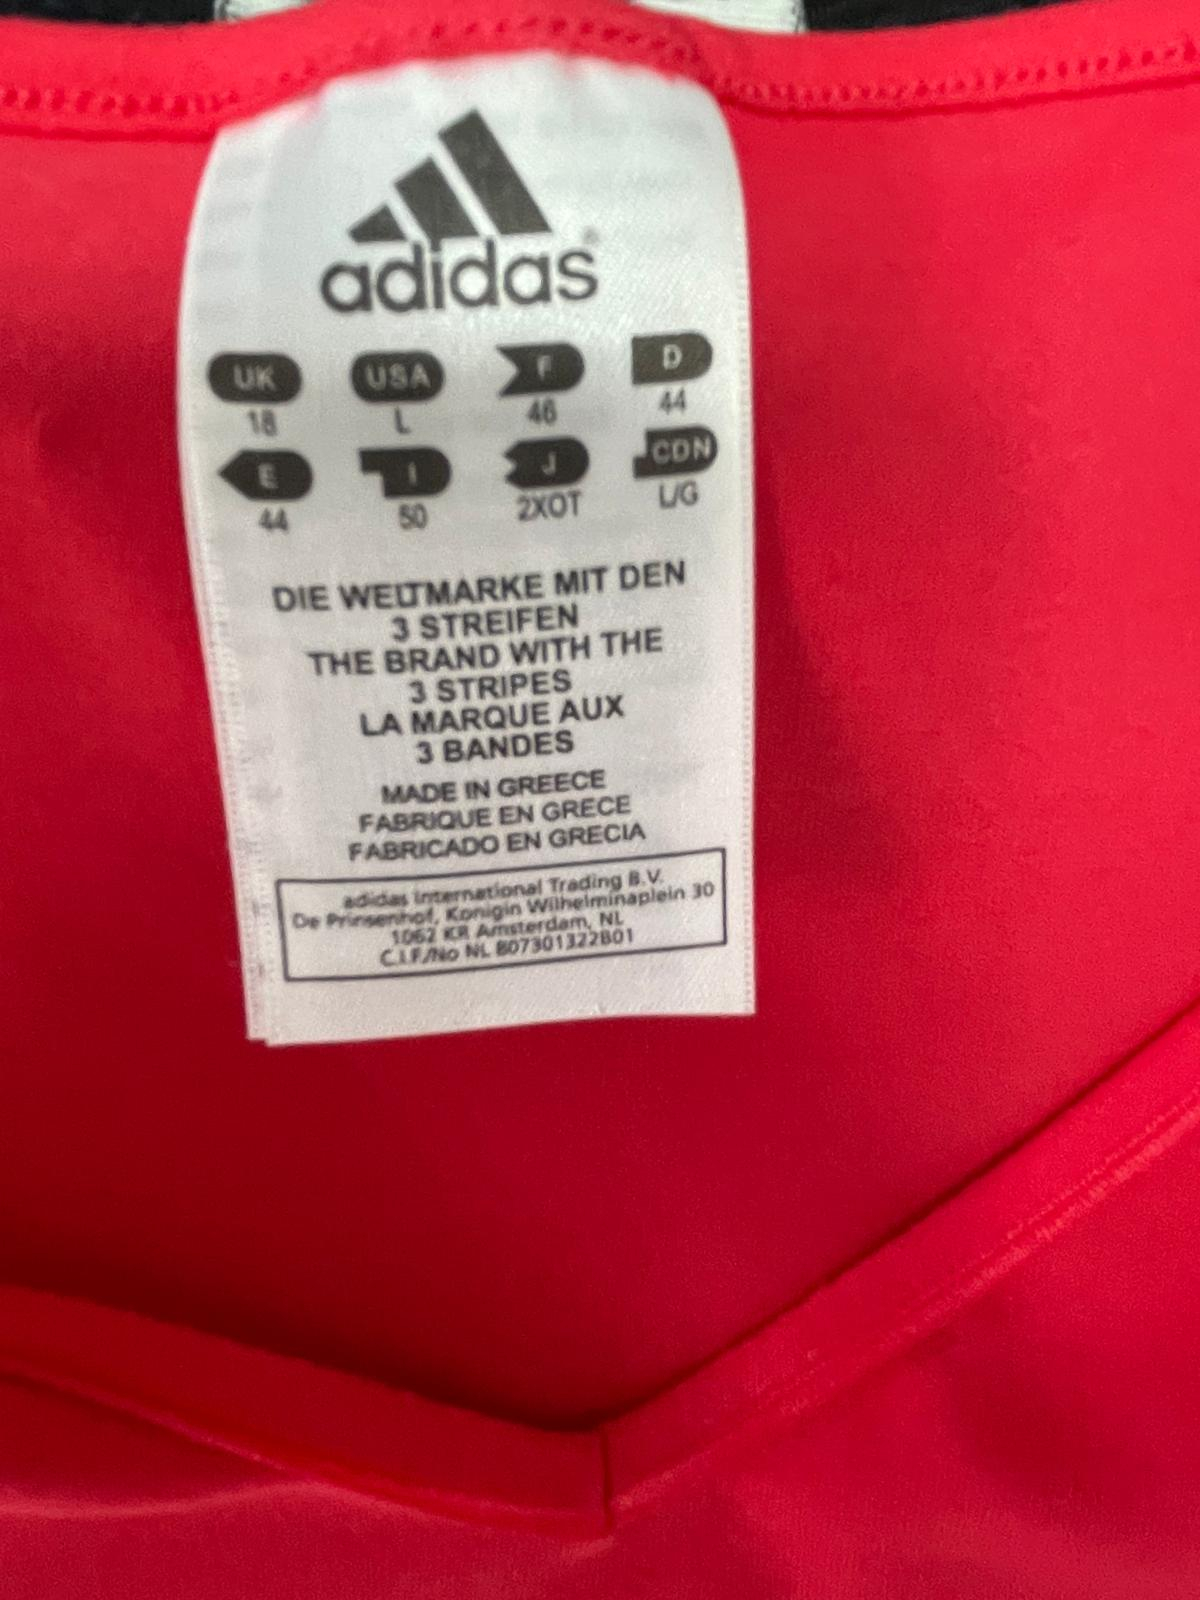 adidas®
UK USA F D
18 L 46 44
E I J CDN
44 50 2XOT L/G
DIE WELTMARKE MIT DEN
3 STREIFEN
THE BRAND WITH THE
3 STRIPES
LA MARQUE AUX
3 BANDES
MADE IN GREECE
FABRIQUE EN GRECE
FABRICADO EN GRECIA
adidas International Trading B.V.
De Prinsenhof, Konigin Wilhelminaplein 30
1062 KR Amsterdam, NL
C.I.F./No NL 807301322B01